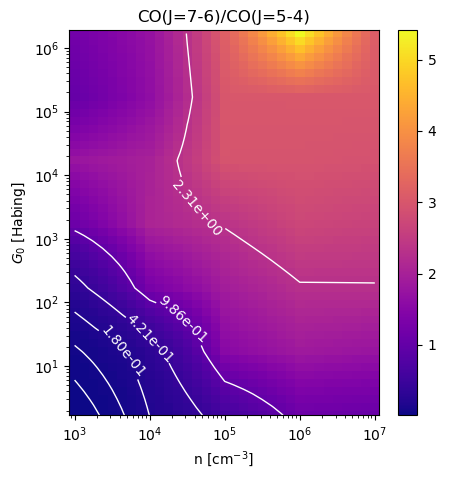 CO(J=7-6)/CO(J=5-4)
10^6
10^5
10^4
10^3
10^2
10^1
G_0 [Habing]
2.31e+00
9.86e-01
4.21e-01
1.80e-01
5
4
3
2
1
10^3
10^4
10^5
10^6
10^7
n [cm^−3]